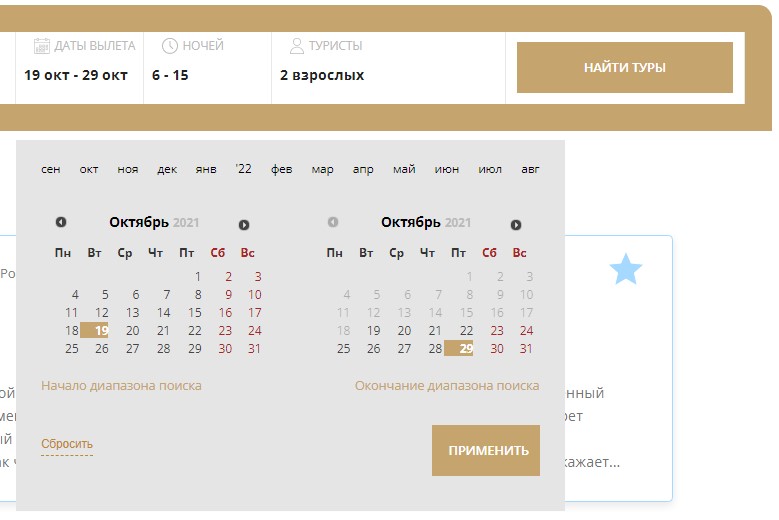 ДАТЫ ВЫЛЕТА НОЧЕЙ ТУРИСТЫ
19 окт - 29 окт 6 - 15 2 взрослых НАЙТИ ТУРЫ
сен окт ноя дек янв '22 фев мар апр май июн июл авг
Октябрь 2021 Октябрь 2021
Пн Вт Ср Чт Пт Сб Вс Пн Вт Ср Чт Пт Сб Вс
1 2 3 1 2 3
4 5 6 7 8 9 10 4 5 6 7 8 9 10
11 12 13 14 15 16 17 11 12 13 14 15 16 17
18 19 20 21 22 23 24 18 19 20 21 22 23 24
25 26 27 28 29 30 31 25 26 27 28 29 30 31
Начало диапазона поиска Окончание диапазона поиска
Сбросить ПРИМЕНИТЬ